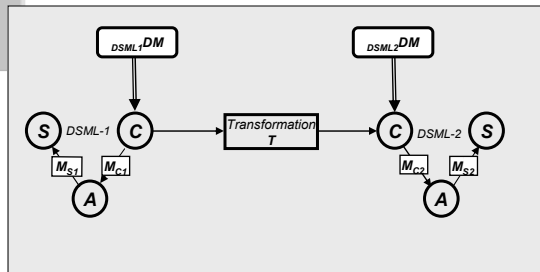 DSML1DM
DSML2DM
S DSML-1 C Transformation T C DSML-2 S
MS1 MC1 MC2 MS2
A A